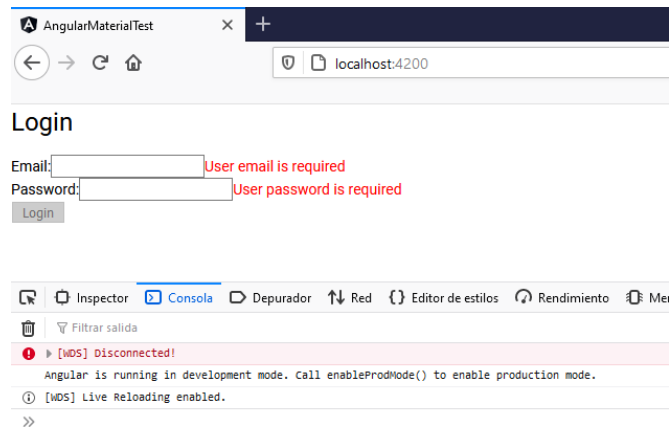 AngularMaterialTest
localhost:4200
Login
Email: User email is required
Password: User password is required
Login
Inspector Consola Depurador Red Editor de estilos Rendimiento Mer
Filtrar salida
[WDS] Disconnected!
Angular is running in development mode. Call enableProdMode() to enable production mode.
[WDS] Live Reloading enabled.